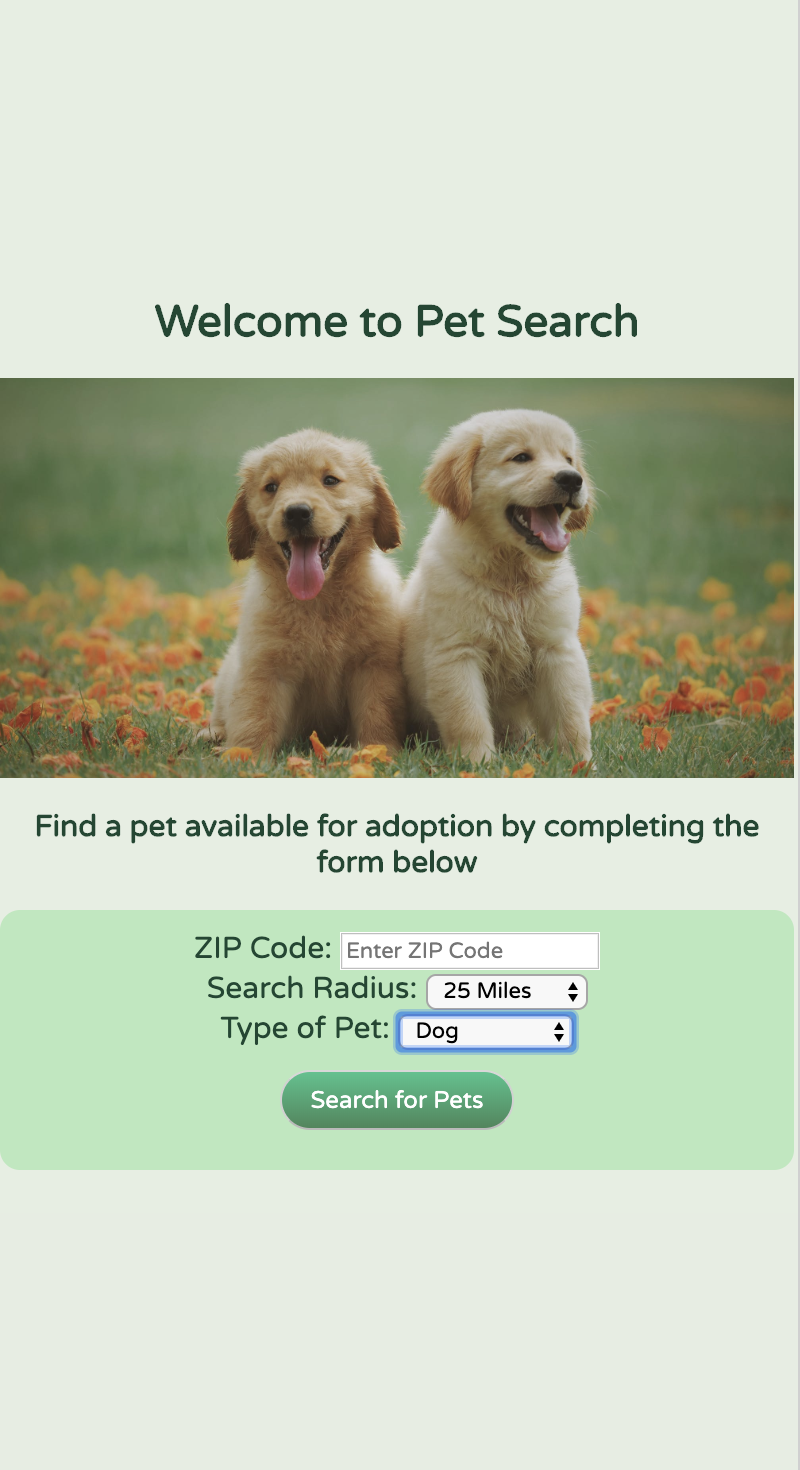 Welcome to Pet Search
Find a pet available for adoption by completing the
form below
ZIP Code: Enter ZIP Code
Search Radius: 25 Miles
Type of Pet: Dog
Search for Pets